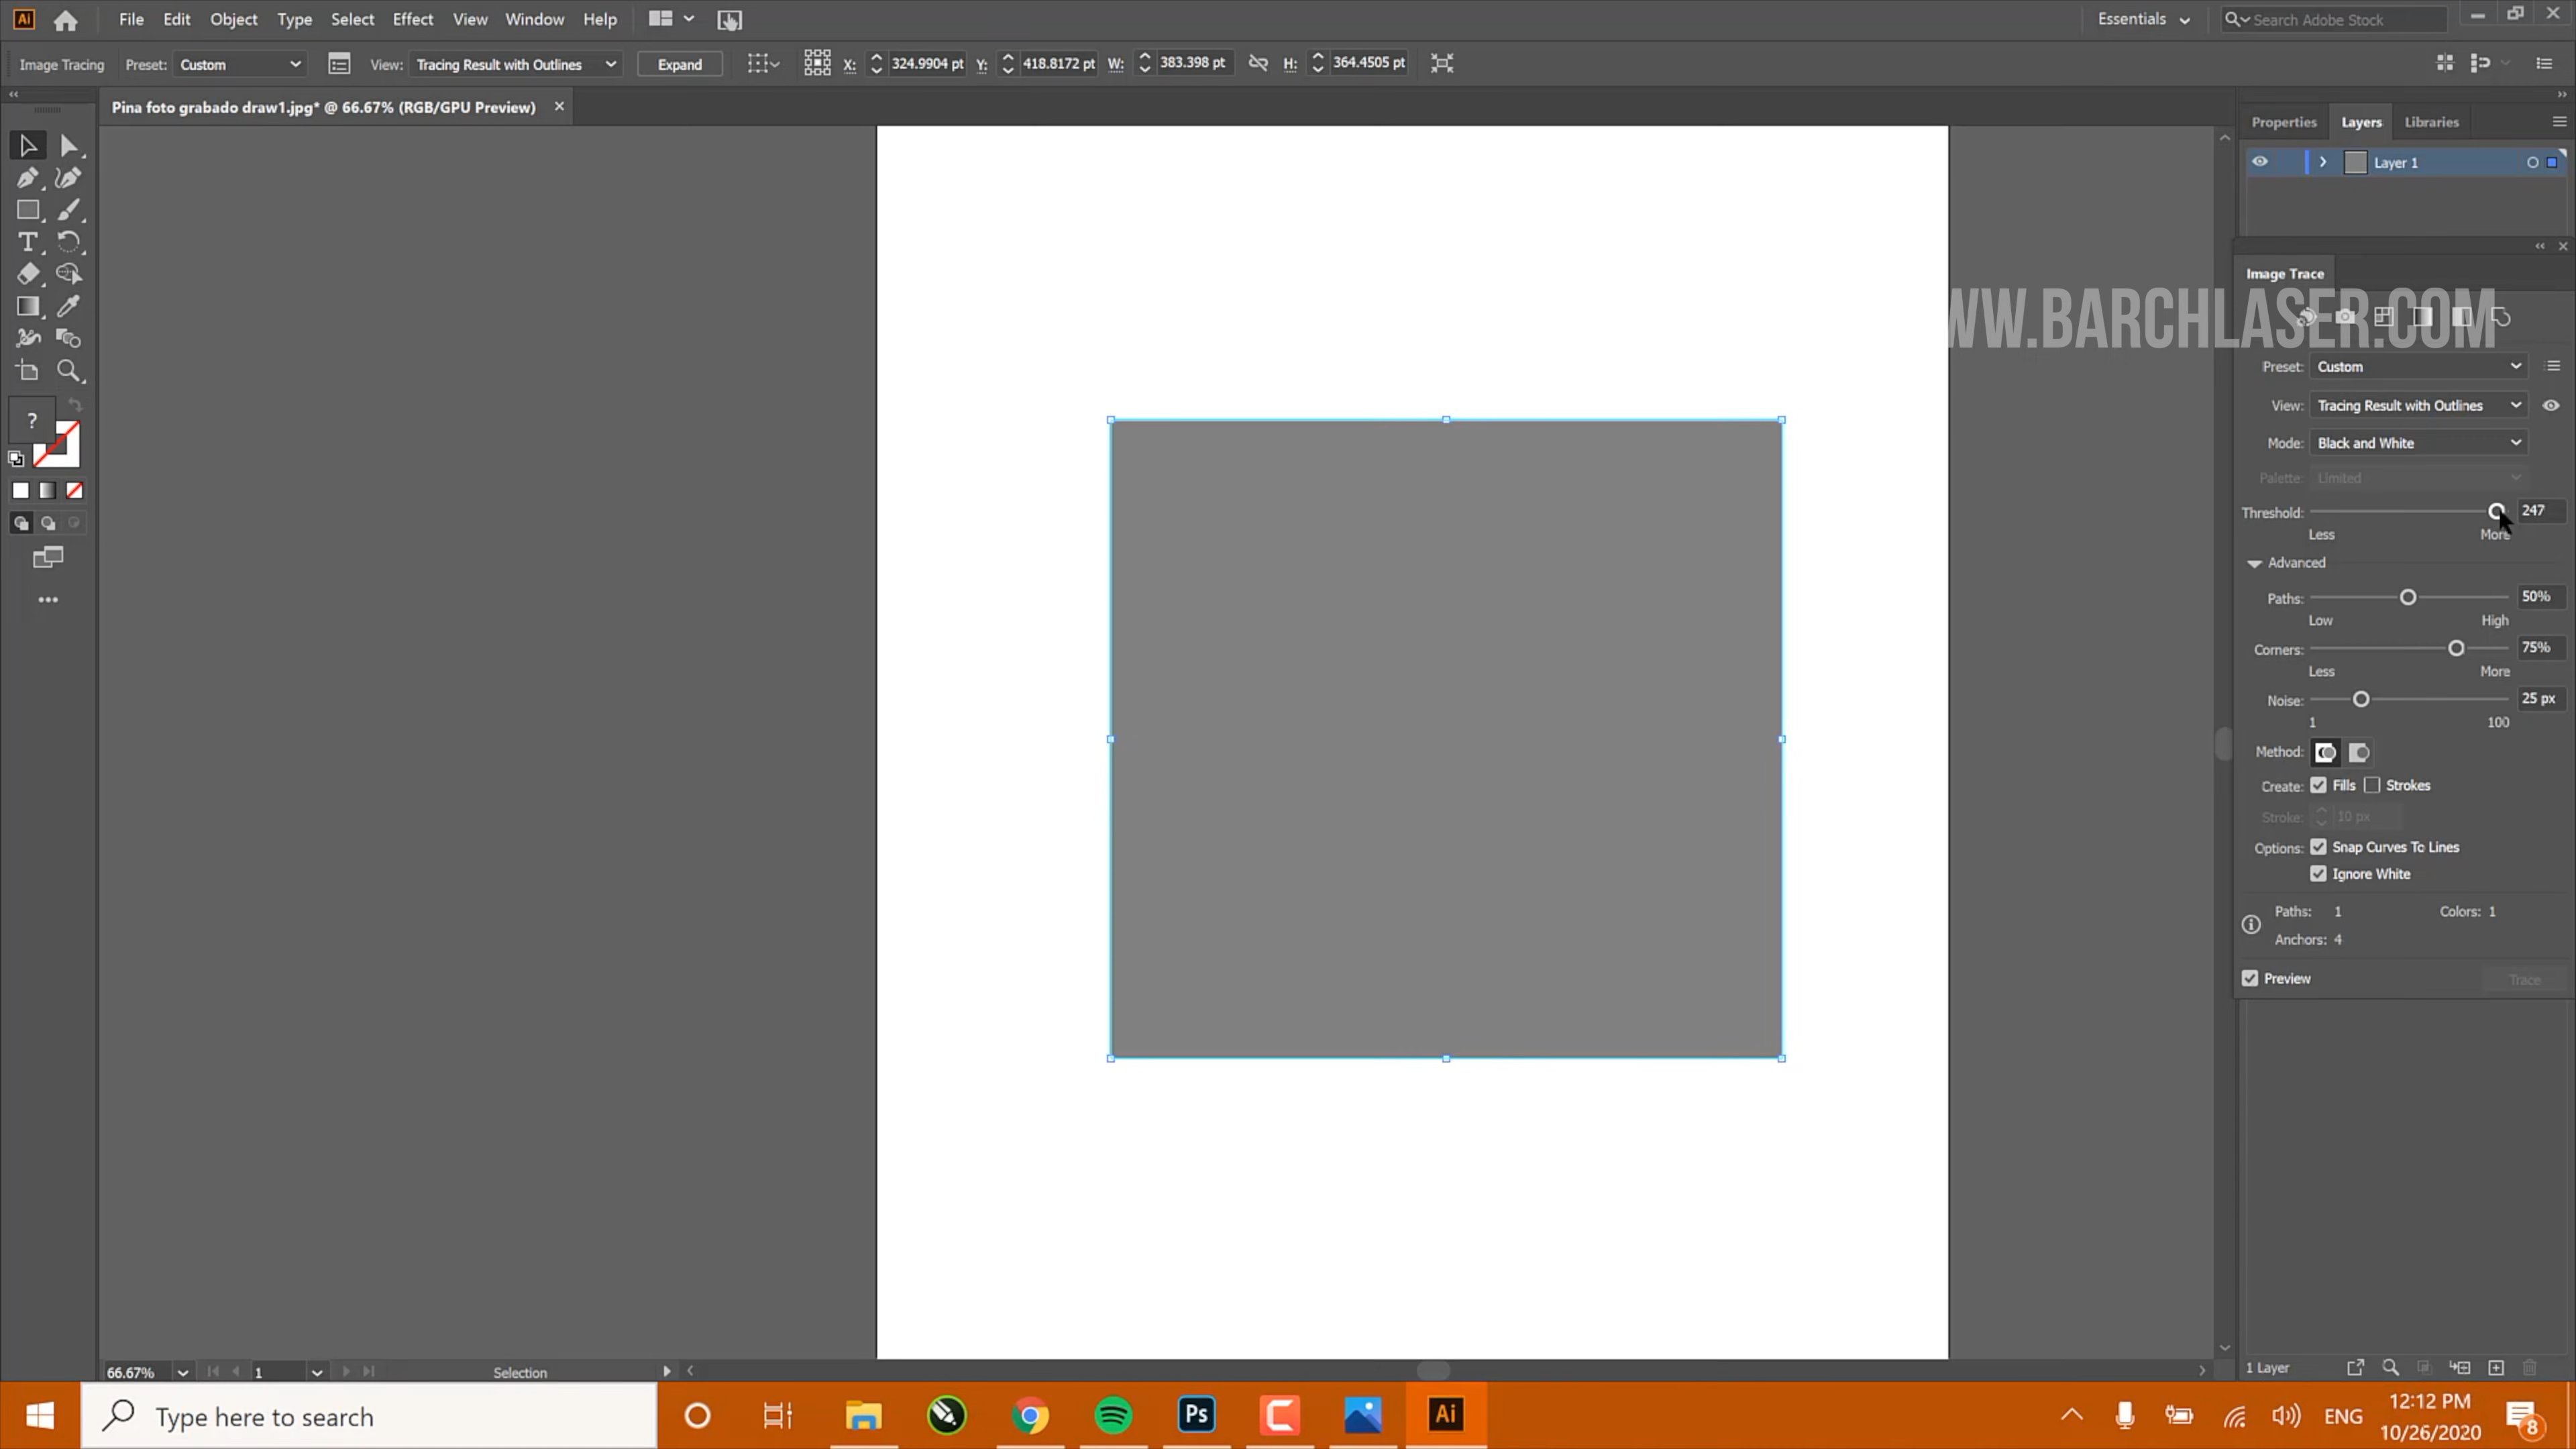 Ai File Edit Object Type Select Effect View Window Help Essentials Search Adobe Stock
Image Tracing Preset: Custom View: Tracing Result with Outlines Expand X: 324.9904 pt Y: 418.8172 pt W: 383.398 pt H: 364.4505 pt
Pina foto grabado draw1.jpg* @ 66.67% (RGB/GPU Preview)
Properties Layers Libraries
Layer 1
Image Trace
WW.BARCHLASER.COM
Preset: Custom
View: Tracing Result with Outlines
Mode: Black and White
Palette: Limited
Threshold: 247
Less More
Advanced
Paths: 50%
Low High
Corners: 75%
Less More
Noise: 25 px
1 100
Method:
Create: Fills Strokes
Stroke: 10 px
Options: Snap Curves To Lines
Ignore White
Paths: 1 Colors: 1
Anchors: 4
Preview Trace
?
66.67% 1 Selection 1 Layer
Type here to search Ps Ai ENG 12:12 PM
10/26/2020 8